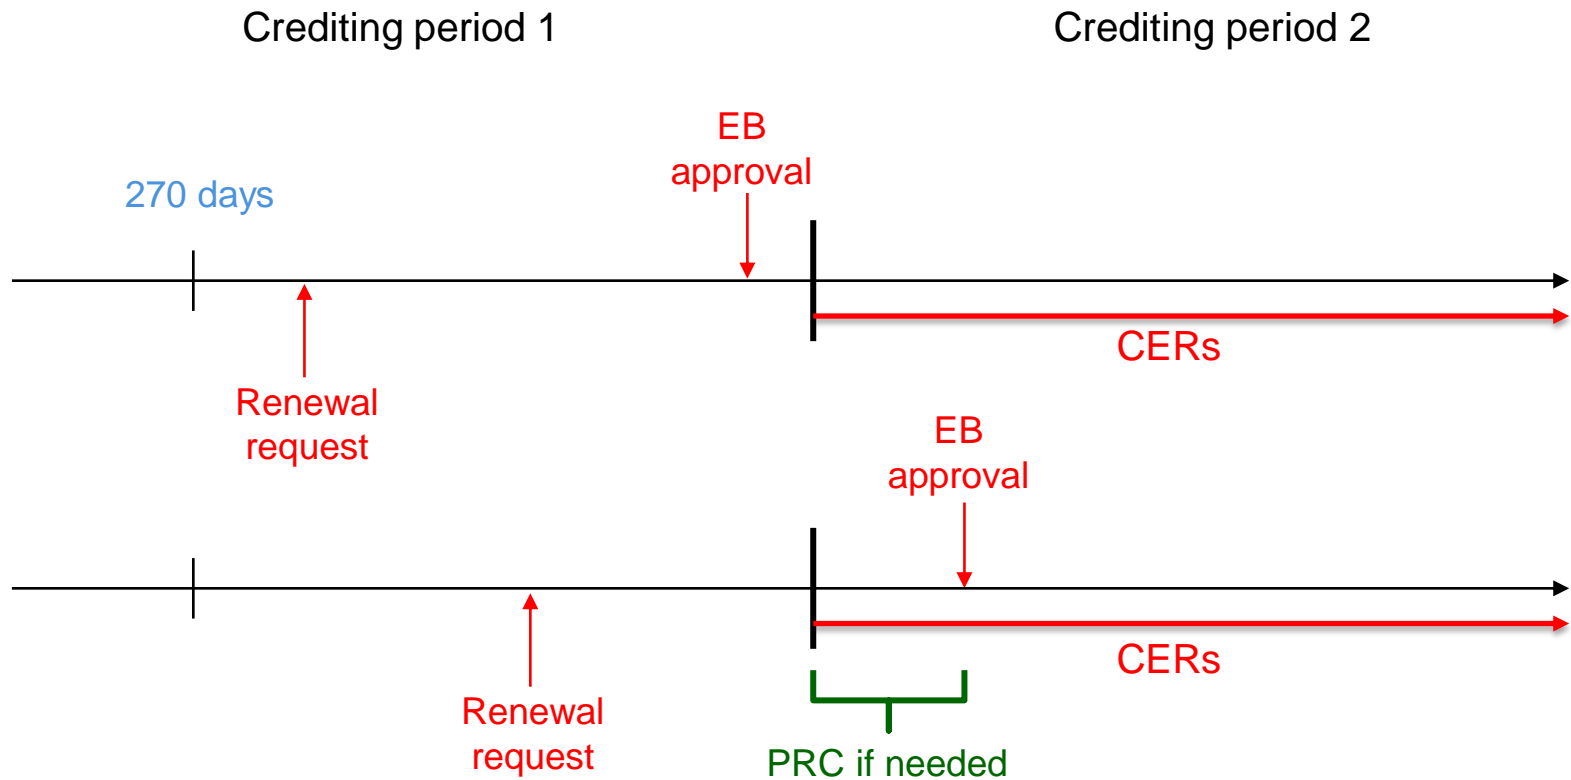 Crediting period 1
Crediting period 2
EB
approval
270 days
CERs
Renewal
request
EB
approval
CERs
Renewal
request
PRC if needed